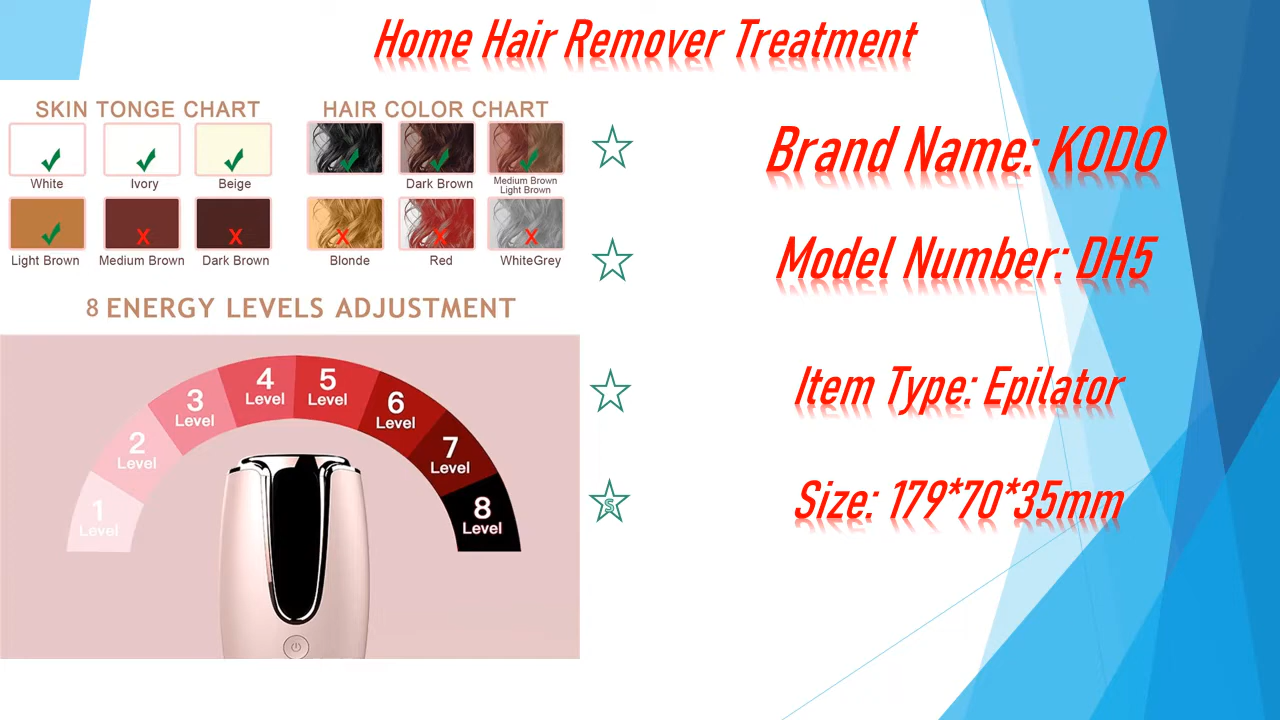 Home Hair Remover Treatment
SKIN TONGE CHART
White
Ivory
Beige
Light Brown
Medium Brown
Dark Brown
HAIR COLOR CHART
Dark Brown
Medium Brown
Light Brown
Blonde
Red
WhiteGrey
8 ENERGY LEVELS ADJUSTMENT
1
Level
2
Level
3
Level
4
Level
5
Level
6
Level
7
Level
8
Level
Brand Name: KODO
Model Number: DH5
Item Type: Epilator
S
Size: 179*70*35mm